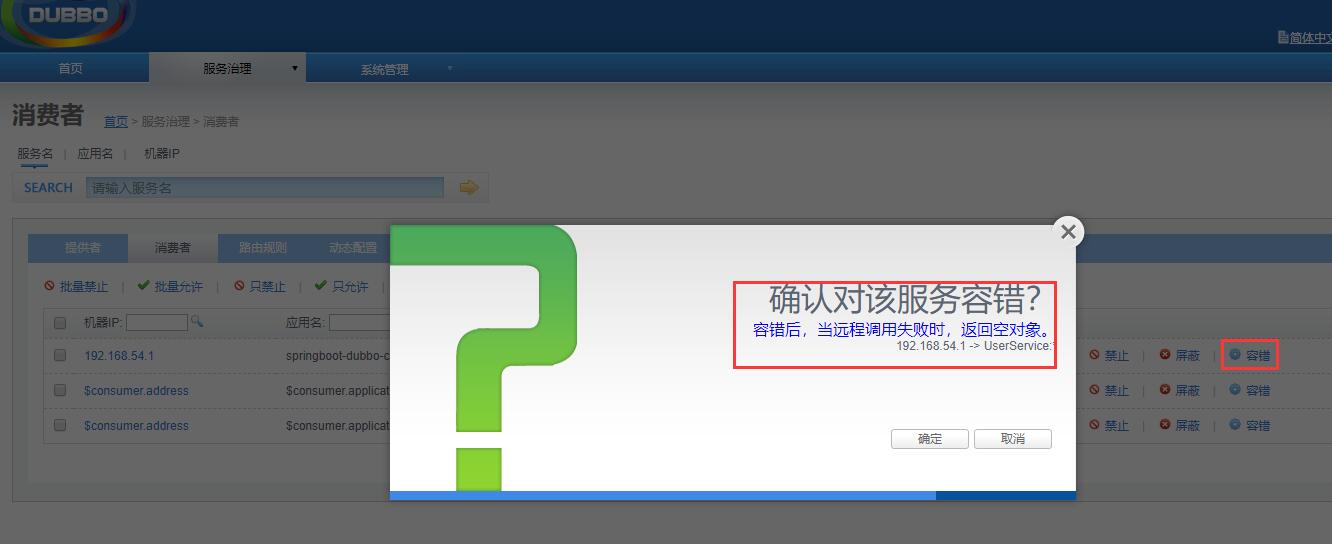 DUBBO
简体中文
首页 服务治理 系统管理
消费者 首页 > 服务治理 > 消费者
服务名 | 应用名 | 机器IP
SEARCH 请输入服务名
提供者 消费者 路由规则 动态配置
批量禁止 | 批量允许 | 只禁止 | 只允许 |
机器IP: 应用名:
192.168.54.1 springboot-dubbo-c 禁止 | 屏蔽 | 容错
$consumer.address $consumer.applicat 禁止 | 屏蔽 | 容错
$consumer.address $consumer.applicat 禁止 | 屏蔽 | 容错
确认对该服务容错?
容错后，当远程调用失败时，返回空对象。
192.168.54.1 -> UserService:
确定 取消